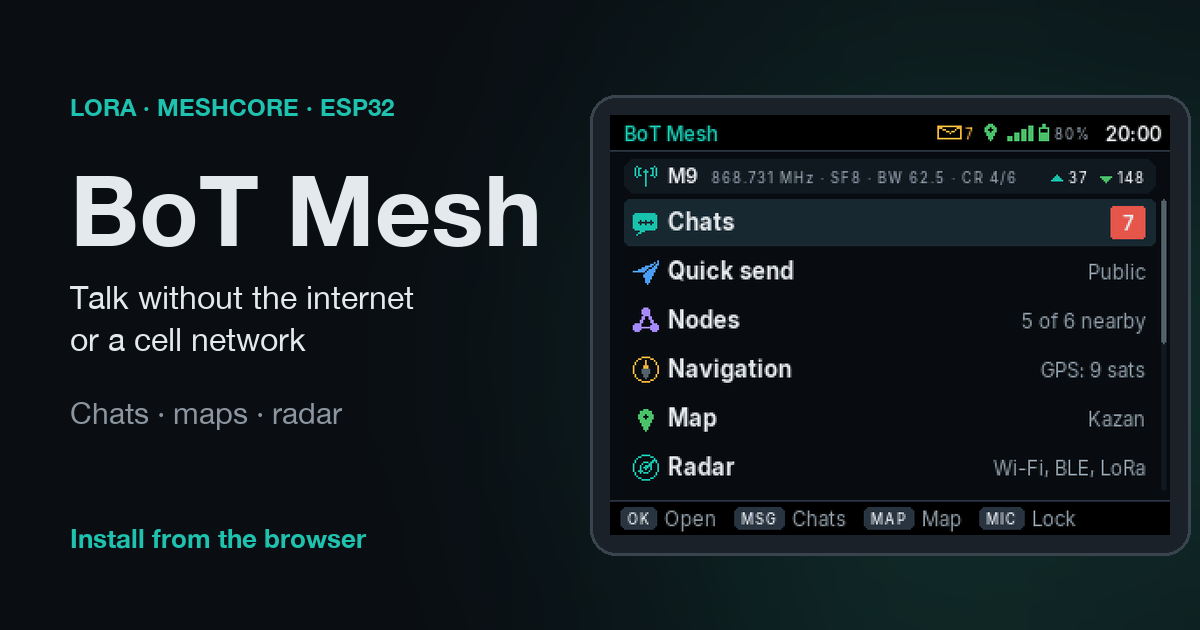 LORA · MESHCORE · ESP32
BoT Mesh
Talk without the internet
or a cell network
Chats · maps · radar
Install from the browser
BoT Mesh 7 80% 20:00
M9 868.731 MHz · SF8 · BW 62.5 · CR 4/6 37 148
Chats 7
Quick send Public
Nodes 5 of 6 nearby
Navigation GPS: 9 sats
Map Kazan
Radar Wi-Fi, BLE, LoRa
OK Open MSG Chats MAP Map MIC Lock